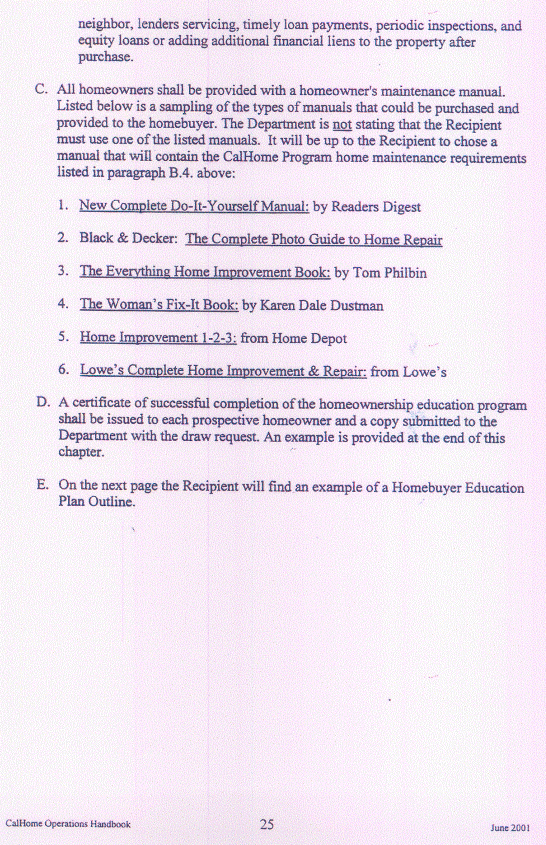 neighbor, lenders servicing, timely loan payments, periodic inspections, and
equity loans or adding additional financial liens to the property after
purchase.
C. All homeowners shall be provided with a homeowner's maintenance manual.
Listed below is a sampling of the types of manuals that could be purchased and
provided to the homebuyer. The Department is not stating that the Recipient
must use one of the listed manuals. It will be up to the Recipient to chose a
manual that will contain the CalHome Program home maintenance requirements
listed in paragraph B.4. above:
1. New Complete Do-It-Yourself Manual: by Readers Digest
2. Black & Decker: The Complete Photo Guide to Home Repair
3. The Everything Home Improvement Book: by Tom Philbin
4. The Woman's Fix-It Book: by Karen Dale Dustman
5. Home Improvement 1-2-3: from Home Depot
6. Lowe's Complete Home Improvement & Repair: from Lowe's
D. A certificate of successful completion of the homeownership education program
shall be issued to each prospective homeowner and a copy submitted to the
Department with the draw request. An example is provided at the end of this
chapter.
E. On the next page the Recipient will find an example of a Homebuyer Education
Plan Outline.
CalHome Operations Handbook 25 June 2001